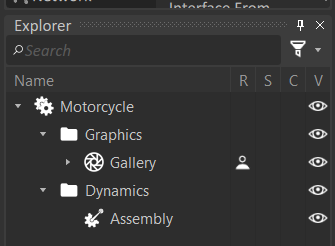 Interface From
Explorer
Search
Name R S C V
Motorcycle
Graphics
Gallery
Dynamics
Assembly